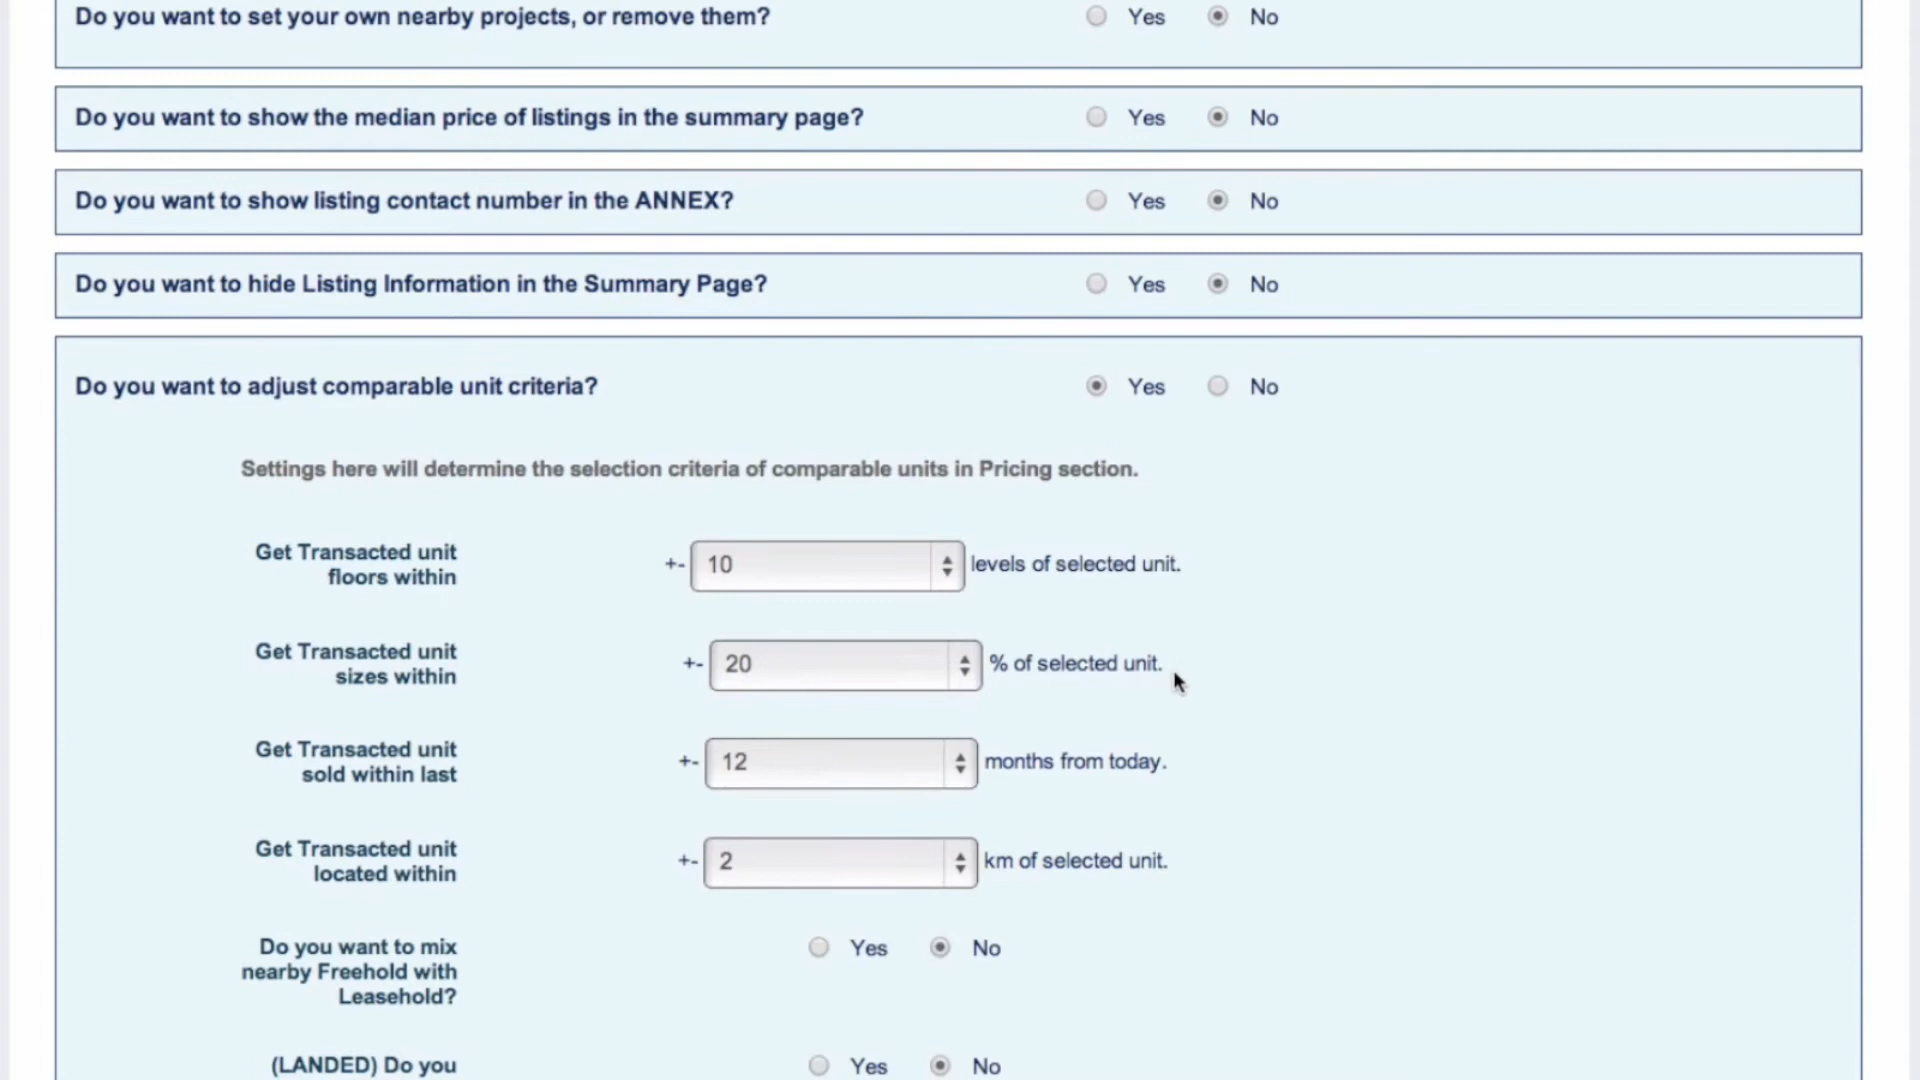 Do you want to set your own nearby projects, or remove them? Yes No
Do you want to show the median price of listings in the summary page? Yes No
Do you want to show listing contact number in the ANNEX? Yes No
Do you want to hide Listing Information in the Summary Page? Yes No
Do you want to adjust comparable unit criteria? Yes No
Settings here will determine the selection criteria of comparable units in Pricing section.
Get Transacted unit
floors within
+- 10 levels of selected unit.
Get Transacted unit
sizes within
+- 20 % of selected unit.
Get Transacted unit
sold within last
+- 12 months from today.
Get Transacted unit
located within
+- 2 km of selected unit.
Do you want to mix
nearby Freehold with
Leasehold?
Yes No
(LANDED) Do you
Yes No